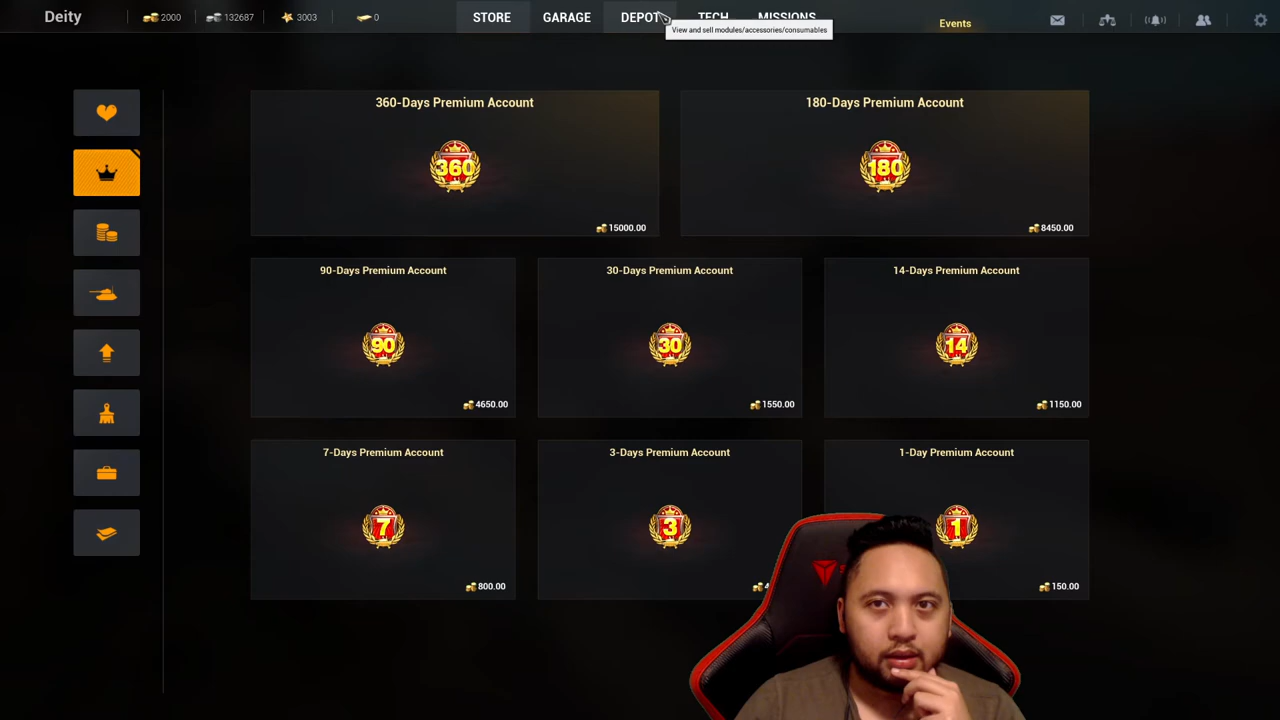 Deity
2000
132687
3003
0
STORE
GARAGE
DEPOT
TECH
MISSIONS
Events
View and sell modules/accessories/consumables
360-Days Premium Account
180-Days Premium Account
360
180
15000.00
8450.00
90-Days Premium Account
30-Days Premium Account
14-Days Premium Account
90
30
14
4650.00
1550.00
1150.00
7-Days Premium Account
3-Days Premium Account
1-Day Premium Account
7
3
1
800.00
150.00